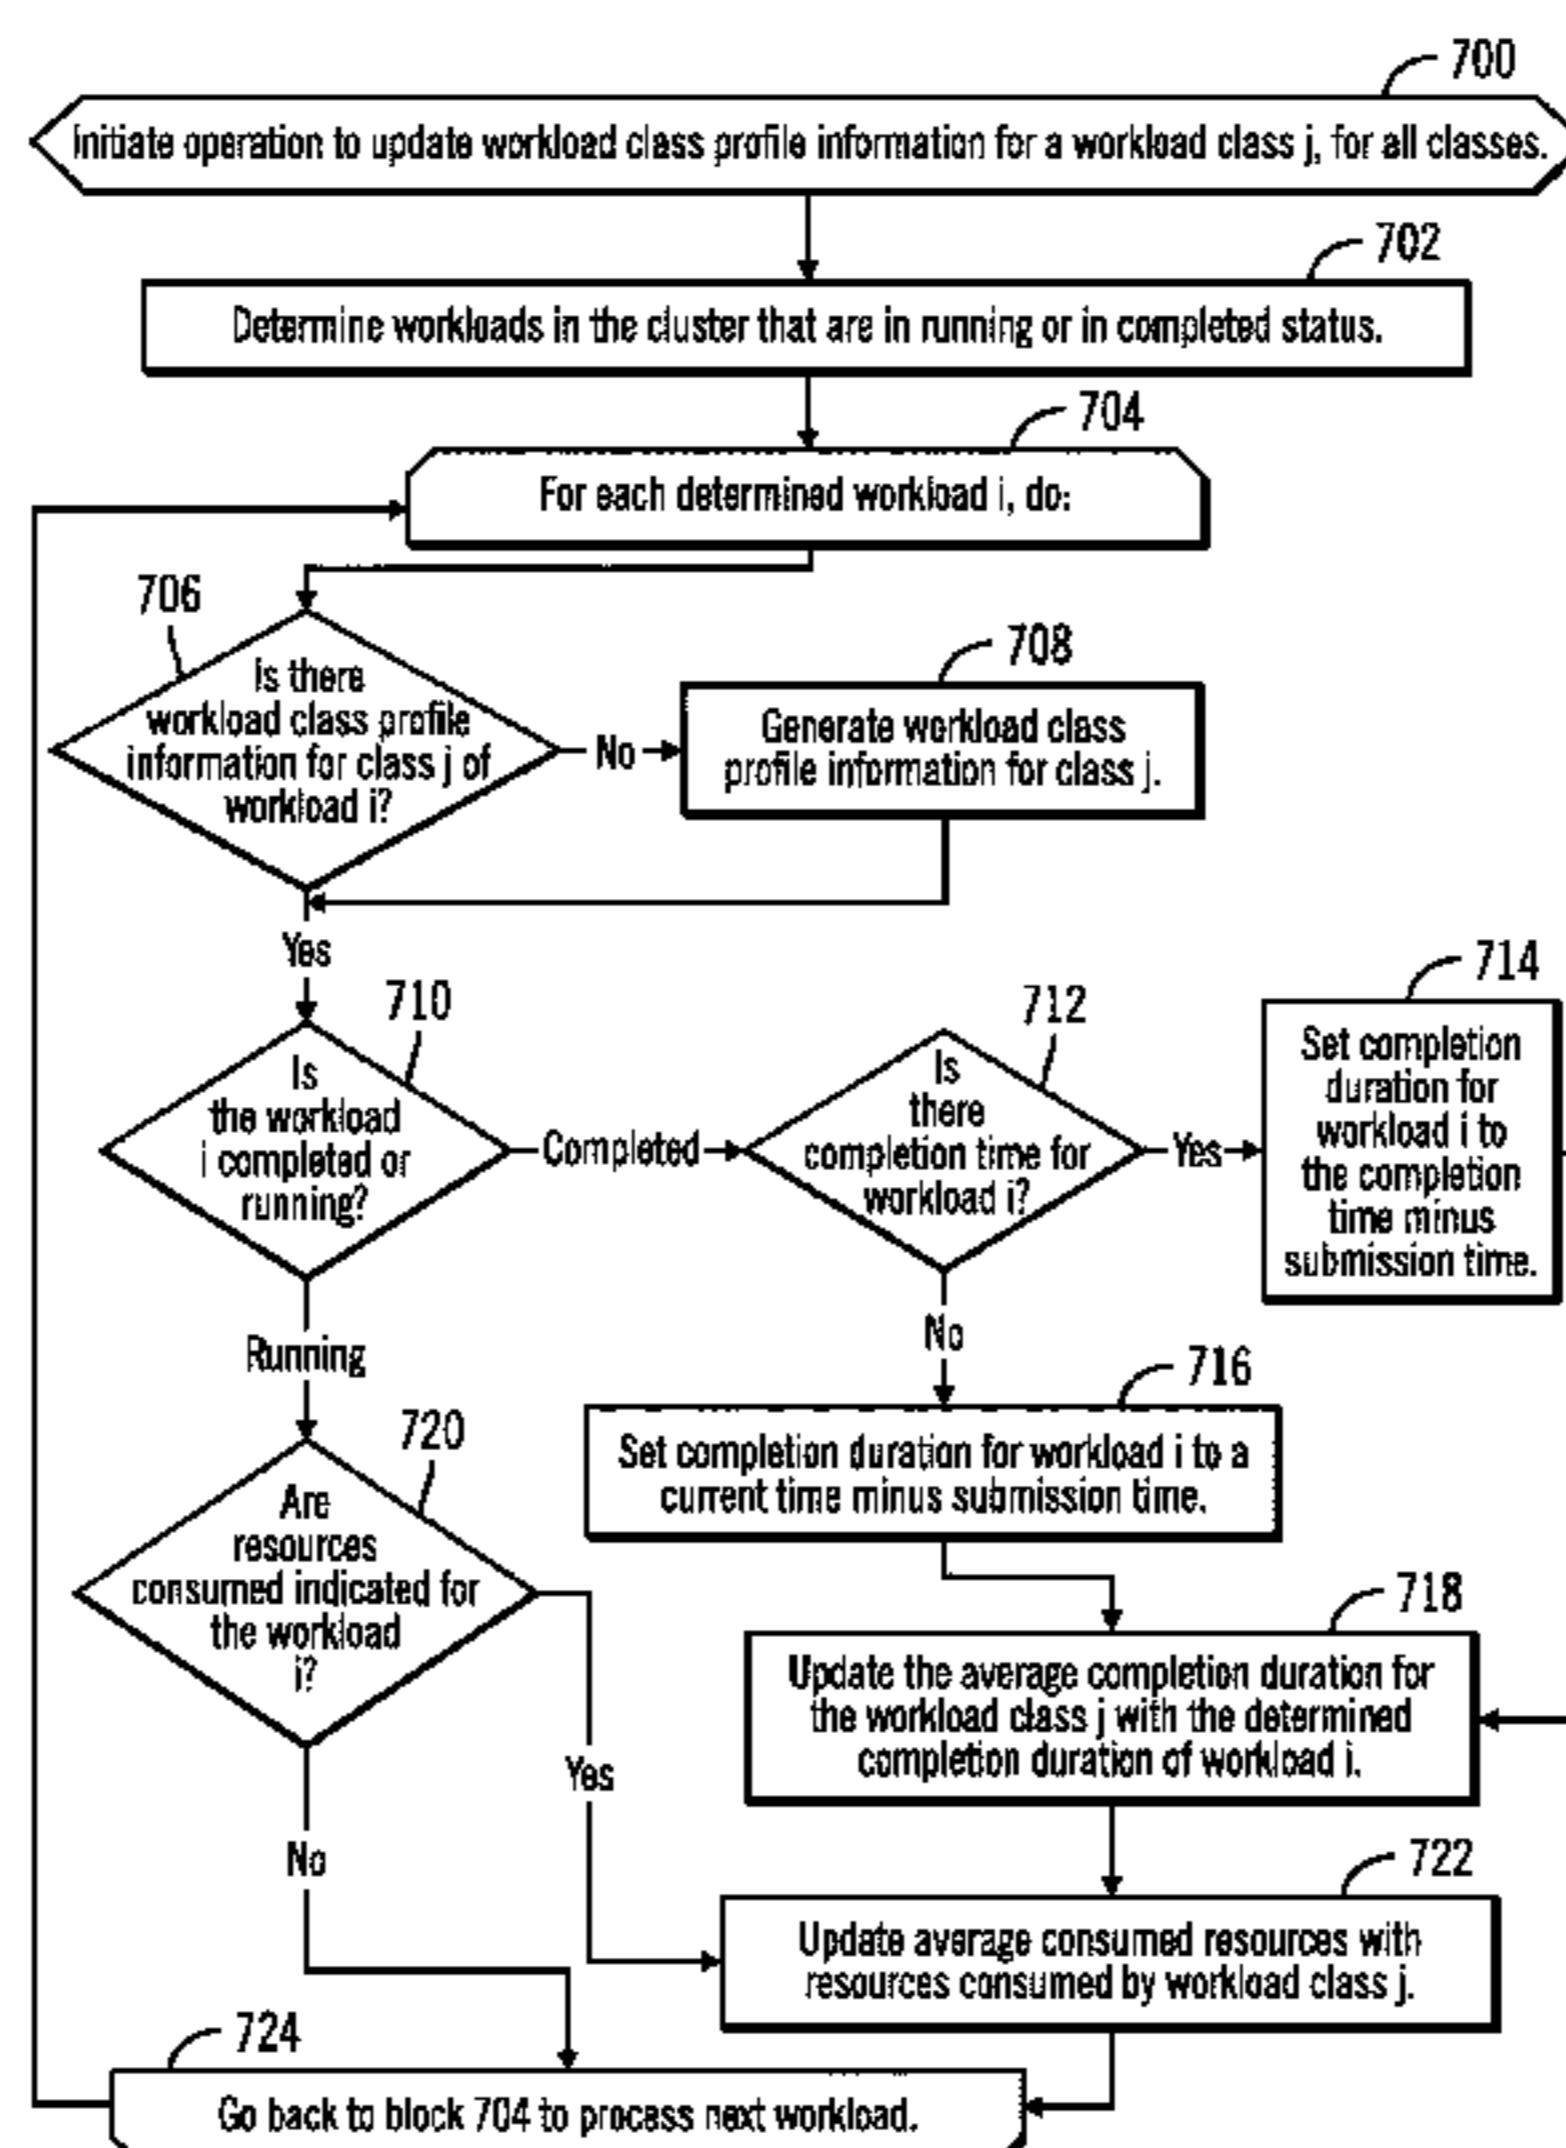 700
Initiate operation to update workload class profile information for a workload class j, for all classes.
702
Determine workloads in the cluster that are in running or in completed status.
704
For each determined workload i, do:
706
Is there
workload class profile
information for class j of
workload i?
No
708
Generate workload class
profile information for class j.
Yes
710
Is
the workload
i completed or
running?
Completed
712
Is
there
completion time for
workload i?
Yes
714
Set completion
duration for
workload i to
the completion
time minus
submission time.
No
716
Set completion duration for workload i to a
current time minus submission time.
Running
720
Are
resources
consumed indicated for
the workload
i?
Yes
No
718
Update the average completion duration for
the workload class j with the determined
completion duration of workload i.
722
Update average consumed resources with
resources consumed by workload class j.
724
Go back to block 704 to process next workload.